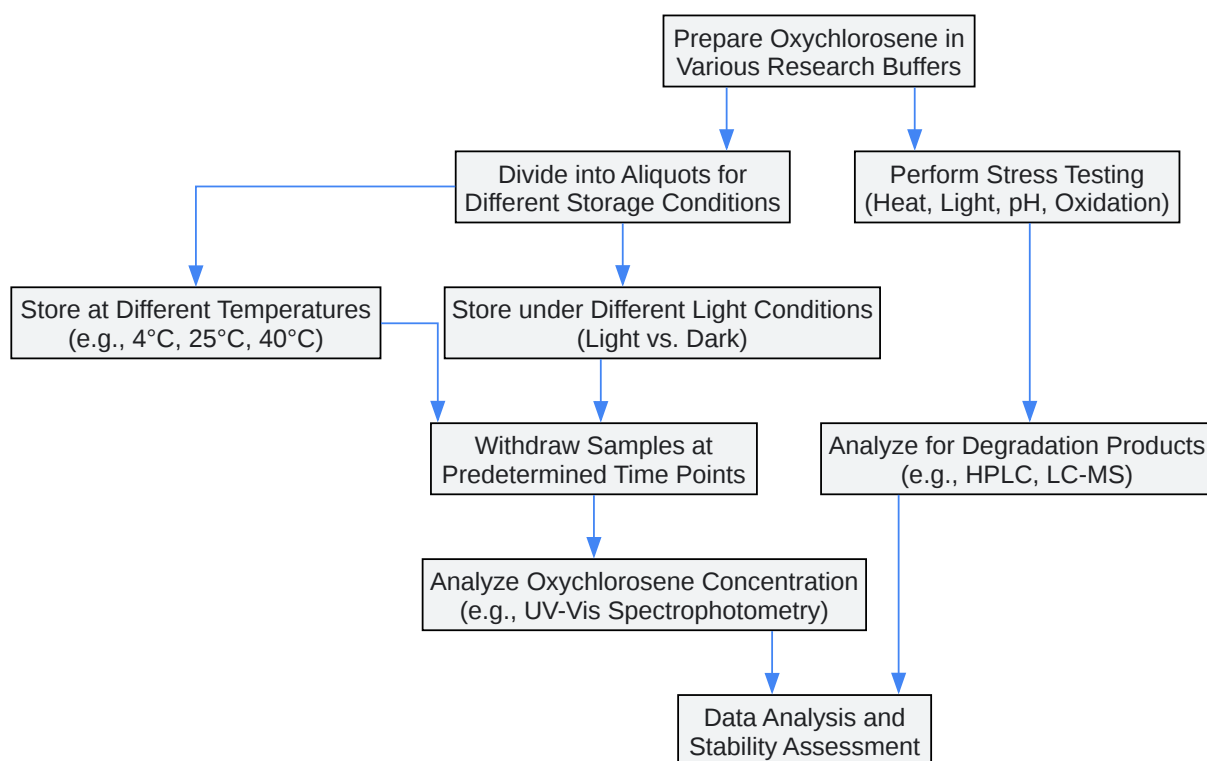 Prepare Oxychlorosene in
Various Research Buffers
Divide into Aliquots for
Different Storage Conditions
Perform Stress Testing
(Heat, Light, pH, Oxidation)
Store at Different Temperatures
(e.g., 4°C, 25°C, 40°C)
Store under Different Light Conditions
(Light vs. Dark)
Withdraw Samples at
Predetermined Time Points
Analyze for Degradation Products
(e.g., HPLC, LC-MS)
Analyze Oxychlorosene Concentration
(e.g., UV-Vis Spectrophotometry)
Data Analysis and
Stability Assessment